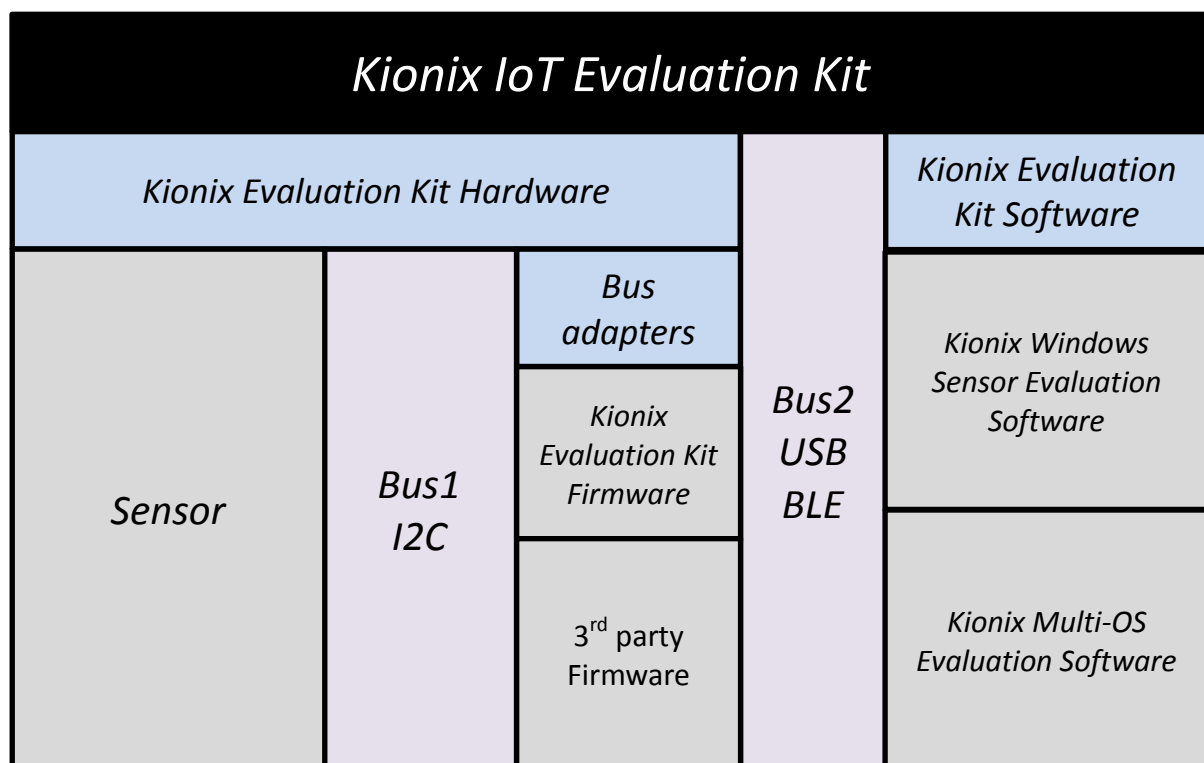 Kionix IoT Evaluation Kit
Kionix Evaluation Kit Hardware
Kionix Evaluation
Kit Software
Sensor
Bus1
I2C
Bus
adapters
Kionix
Evaluation Kit
Firmware
3rd party
Firmware
Bus2
USB
BLE
Kionix Windows
Sensor Evaluation
Software
Kionix Multi-OS
Evaluation Software